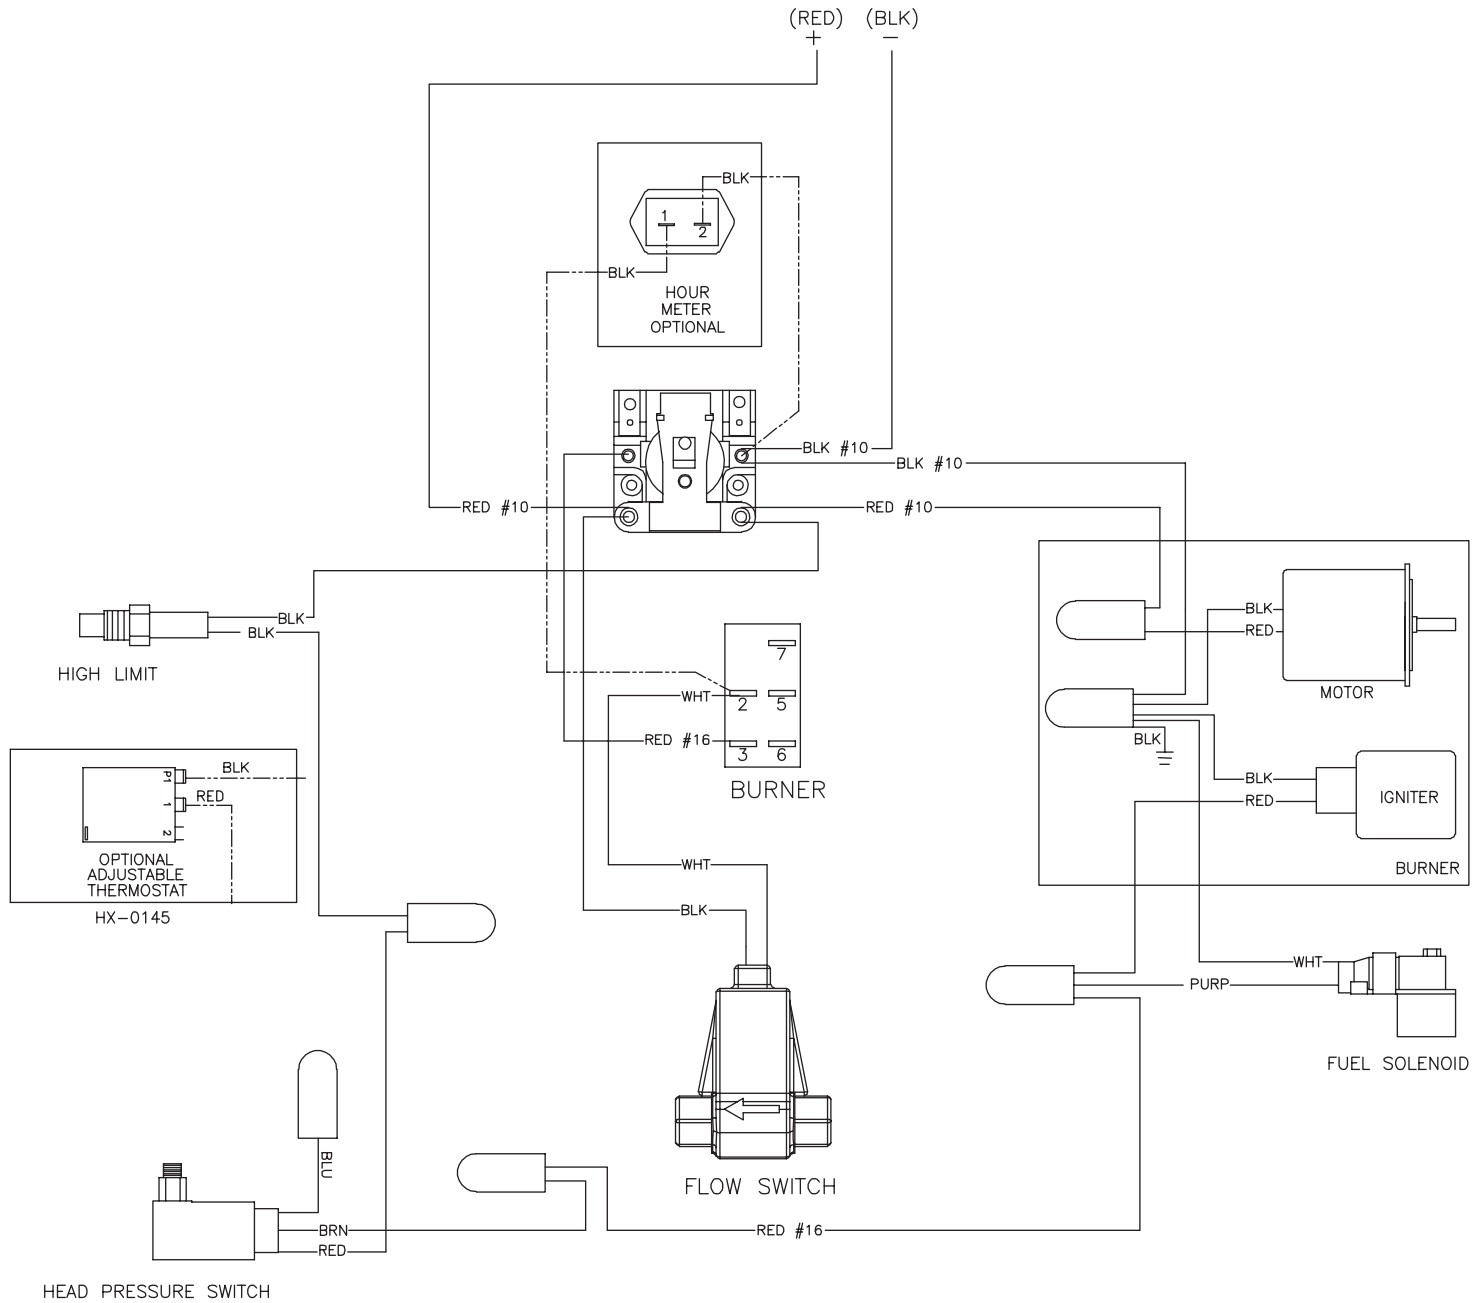 (RED) (BLK)
+ −
BLK
1
2
BLK
HOUR
METER
OPTIONAL
BLK #10
BLK #10
RED #10
RED #10
BLK
BLK
HIGH LIMIT
BLK
RED
MOTOR
7
WHT
2
5
RED #16
3
6
BURNER
BLK
BLK
RED
IGNITER
BURNER
P1
BLK
1
RED
2
OPTIONAL
ADJUSTABLE
THERMOSTAT
HX-0145
WHT
BLK
WHT
PURP
FUEL SOLENOID
FLOW SWITCH
BLU
BRN
RED
RED #16
HEAD PRESSURE SWITCH